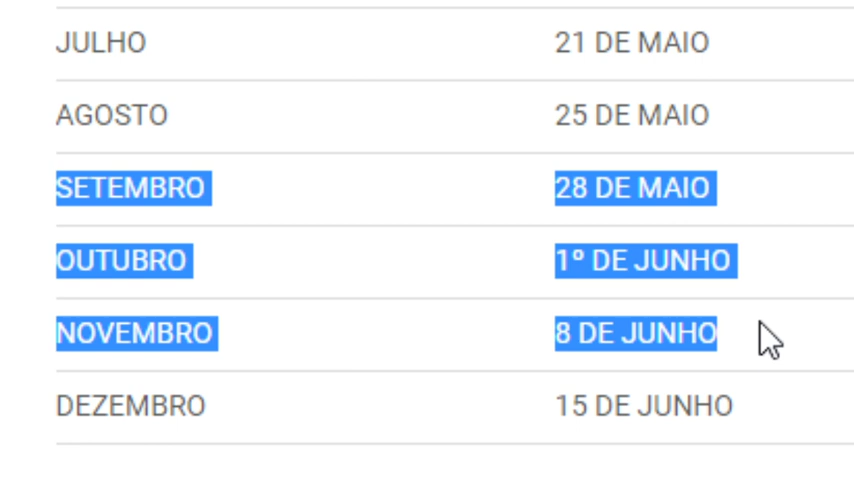 JULHO 21 DE MAIO
AGOSTO 25 DE MAIO
SETEMBRO 28 DE MAIO
OUTUBRO 1º DE JUNHO
NOVEMBRO 8 DE JUNHO
DEZEMBRO 15 DE JUNHO